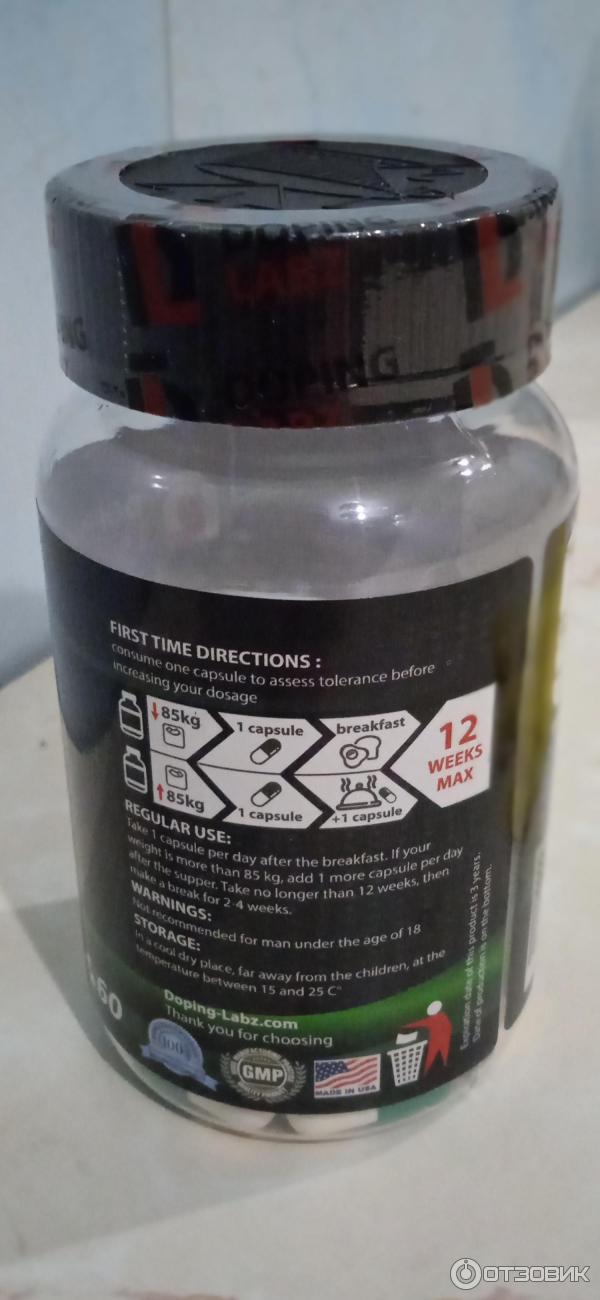 DOPING
LABZ
DOPING
FIRST TIME DIRECTIONS :
consume one capsule to assess tolerance before
increasing your dosage
85kg
1 capsule
breakfast
12
WEEKS
MAX
85kg
1 capsule
+1 capsule
REGULAR USE:
Take 1 capsule per day after the breakfast. If your
weight is more than 85 kg, add 1 more capsule per day
after the supper. Take no longer than 12 weeks, then
make a break for 2-4 weeks.
WARNINGS:
Not recommended for man under the age of 18
STORAGE:
In a cool dry place, far away from the children, at the
temperature between 15 and 25 C°
Doping-Labz.com
Thank you for choosing
60
100
GMP
MADE IN USA
Expiration date of this product is 3 years.
Date of production is on the bottom.
ОТЗОВИК